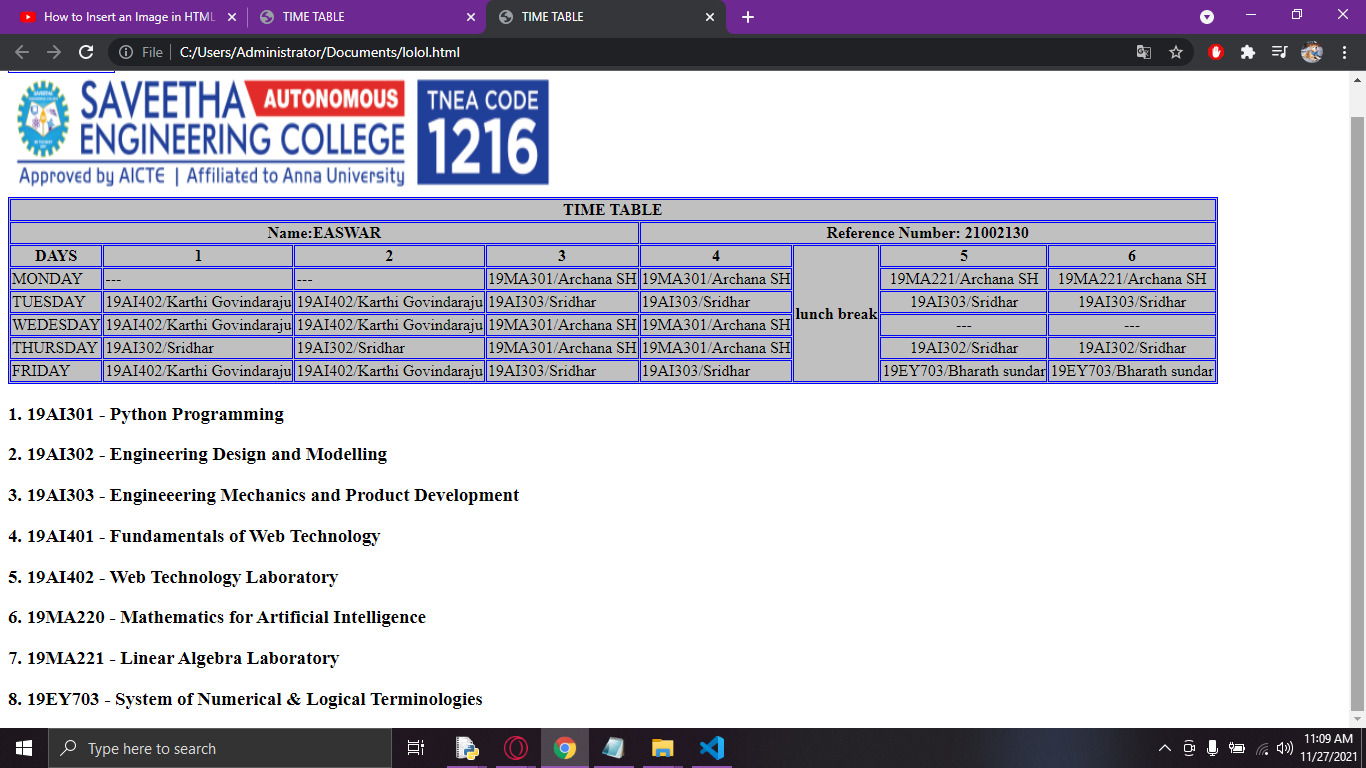 How to Insert an Image in HTML
TIME TABLE
TIME TABLE
File
C:/Users/Administrator/Documents/lolol.html
SAVEETHA AUTONOMOUS
ENGINEERING COLLEGE
Approved by AICTE | Affiliated to Anna University
TNEA CODE
1216
TIME TABLE
Name:EASWAR Reference Number: 21002130
DAYS 1 2 3 4 lunch break 5 6
MONDAY --- --- 19MA301/Archana SH 19MA301/Archana SH 19MA221/Archana SH 19MA221/Archana SH
TUESDAY 19AI402/Karthi Govindaraju 19AI402/Karthi Govindaraju 19AI303/Sridhar 19AI303/Sridhar 19AI303/Sridhar 19AI303/Sridhar
WEDESDAY 19AI402/Karthi Govindaraju 19AI402/Karthi Govindaraju 19MA301/Archana SH 19MA301/Archana SH --- ---
THURSDAY 19AI302/Sridhar 19AI302/Sridhar 19MA301/Archana SH 19MA301/Archana SH 19AI302/Sridhar 19AI302/Sridhar
FRIDAY 19AI402/Karthi Govindaraju 19AI402/Karthi Govindaraju 19AI303/Sridhar 19AI303/Sridhar 19EY703/Bharath sundar 19EY703/Bharath sundar
1. 19AI301 - Python Programming
2. 19AI302 - Engineering Design and Modelling
3. 19AI303 - Engineeering Mechanics and Product Development
4. 19AI401 - Fundamentals of Web Technology
5. 19AI402 - Web Technology Laboratory
6. 19MA220 - Mathematics for Artificial Intelligence
7. 19MA221 - Linear Algebra Laboratory
8. 19EY703 - System of Numerical & Logical Terminologies
Type here to search
11:09 AM
11/27/2021